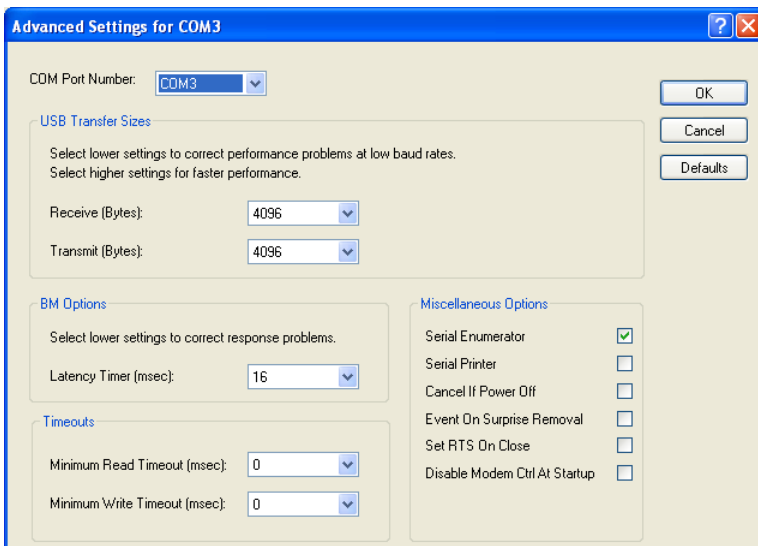 Advanced Settings for COM3
COM Port Number: COM3
OK
Cancel
Defaults
USB Transfer Sizes
Select lower settings to correct performance problems at low baud rates.
Select higher settings for faster performance.
Receive (Bytes): 4096
Transmit (Bytes): 4096
BM Options
Select lower settings to correct response problems.
Latency Timer (msec): 16
Timeouts
Minimum Read Timeout (msec): 0
Minimum Write Timeout (msec): 0
Miscellaneous Options
Serial Enumerator
Serial Printer
Cancel If Power Off
Event On Surprise Removal
Set RTS On Close
Disable Modem Ctrl At Startup